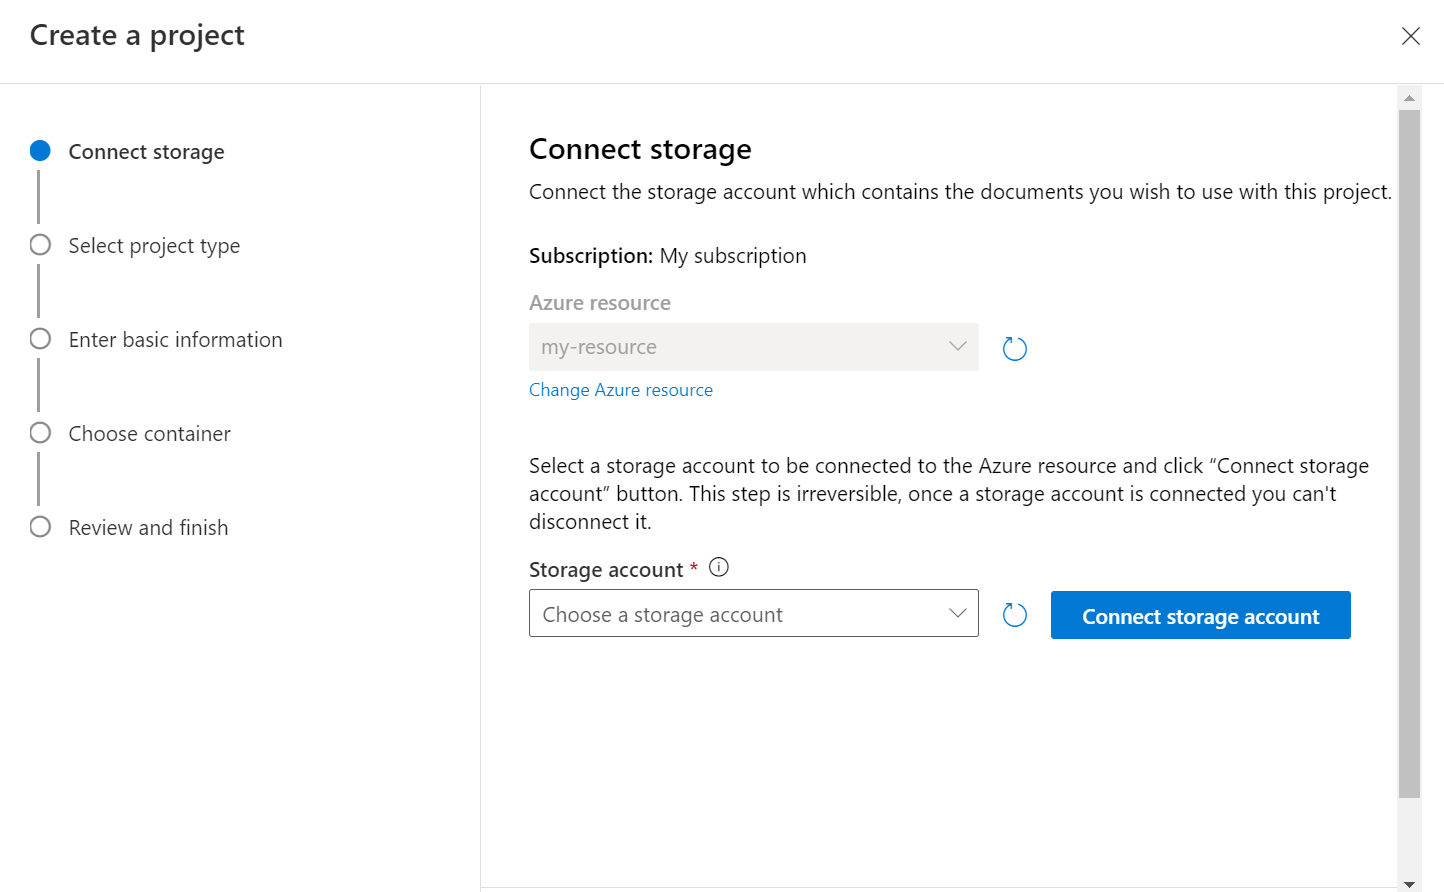 Create a project
Connect storage
Select project type
Enter basic information
Choose container
Review and finish
Connect storage
Connect the storage account which contains the documents you wish to use with this project.
Subscription: My subscription
Azure resource
my-resource
Change Azure resource
Select a storage account to be connected to the Azure resource and click “Connect storage
account” button. This step is irreversible, once a storage account is connected you can't
disconnect it.
Storage account *
Choose a storage account
Connect storage account